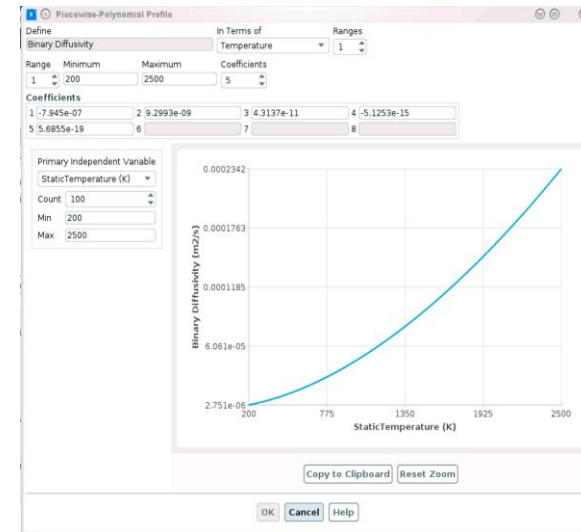 Piecewise-Polynomial Profile
Define In Terms of Ranges
Binary Diffusivity Temperature 1
Range Minimum Maximum Coefficients
1 200 2500 5
Coefficients
1 -7.945e-07 2 9.2993e-09 3 4.3137e-11 4 -5.1253e-15
5 5.6855e-19 6 7 8
Primary Independent Variable
StaticTemperature (K)
Count 100
Min 200
Max 2500
Binary Diffusivity (m2/s)
0.0002342
0.0001763
0.0001185
6.061e-05
2.751e-06
200 775 1350 1925 2500
StaticTemperature (K)
Copy to Clipboard Reset Zoom
OK Cancel Help